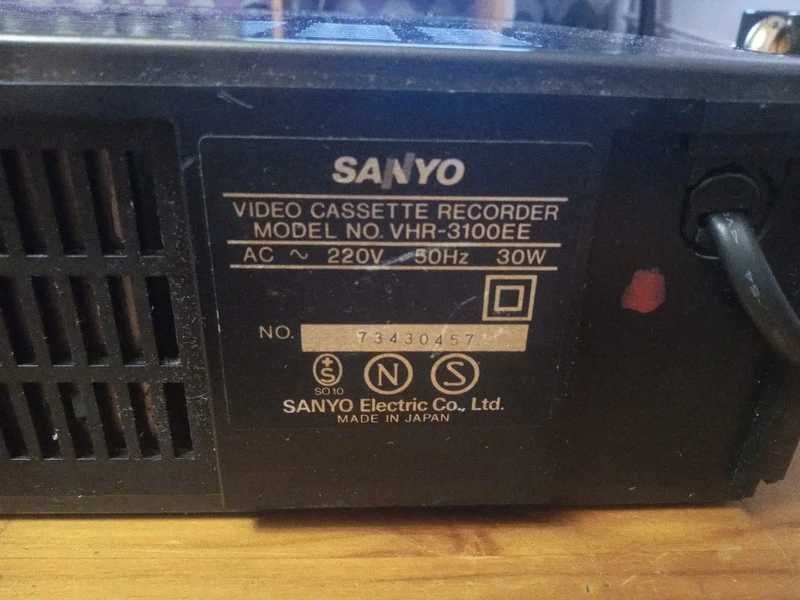 SANYO
VIDEO CASSETTE RECORDER
MODEL NO. VHR-3100EE
AC ~ 220V 50Hz 30W
NO. 73430457
+S N S
SO10
SANYO Electric Co., Ltd.
MADE IN JAPAN